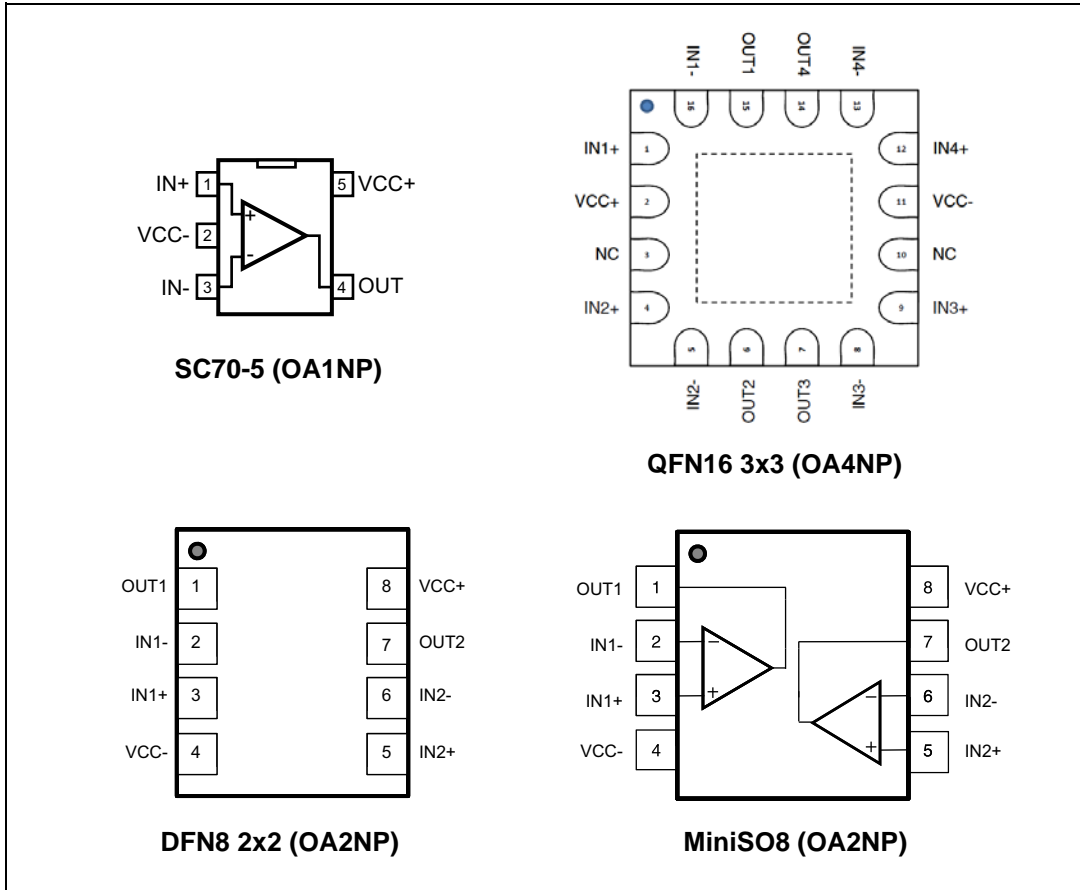 IN+ 1
5 VCC+
VCC- 2
+
-
IN- 3
4 OUT
SC70-5 (OA1NP)
IN1- OUT1 OUT4 IN4-
16 15 14 13
IN1+ 1
12 IN4+
VCC+ 2
11 VCC-
NC 3
10 NC
IN2+ 4
9 IN3+
5 6 7 8
IN2- OUT2 OUT3 IN3-
QFN16 3x3 (OA4NP)
OUT1 1
8 VCC+
IN1- 2
7 OUT2
IN1+ 3
6 IN2-
VCC- 4
5 IN2+
DFN8 2x2 (OA2NP)
OUT1 1
8 VCC+
IN1- 2 −
7 OUT2
IN1+ 3 +
− 6 IN2-
VCC- 4
+ 5 IN2+
MiniSO8 (OA2NP)